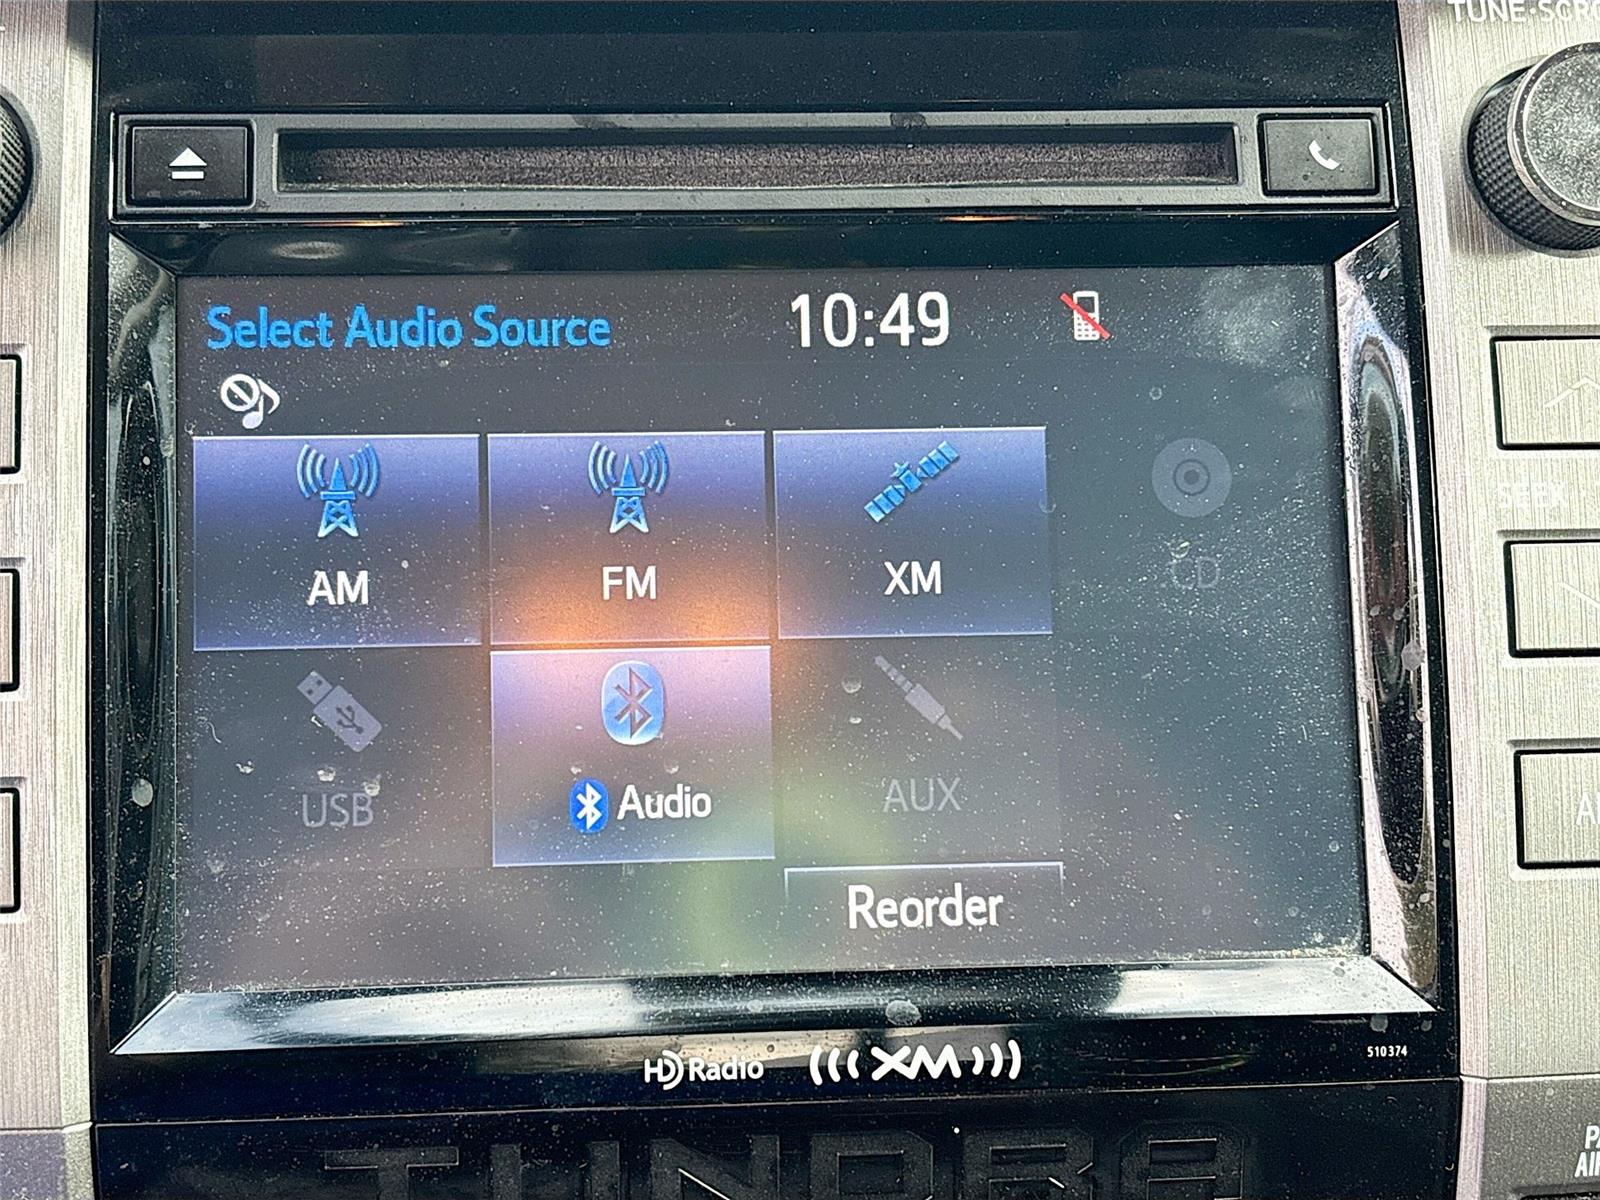 TUNE·SCRO
Select Audio Source 10:49
AM FM XM CD
SEEK
USB Audio AUX
Reorder
HD Radio XM 510374
TUNDRA